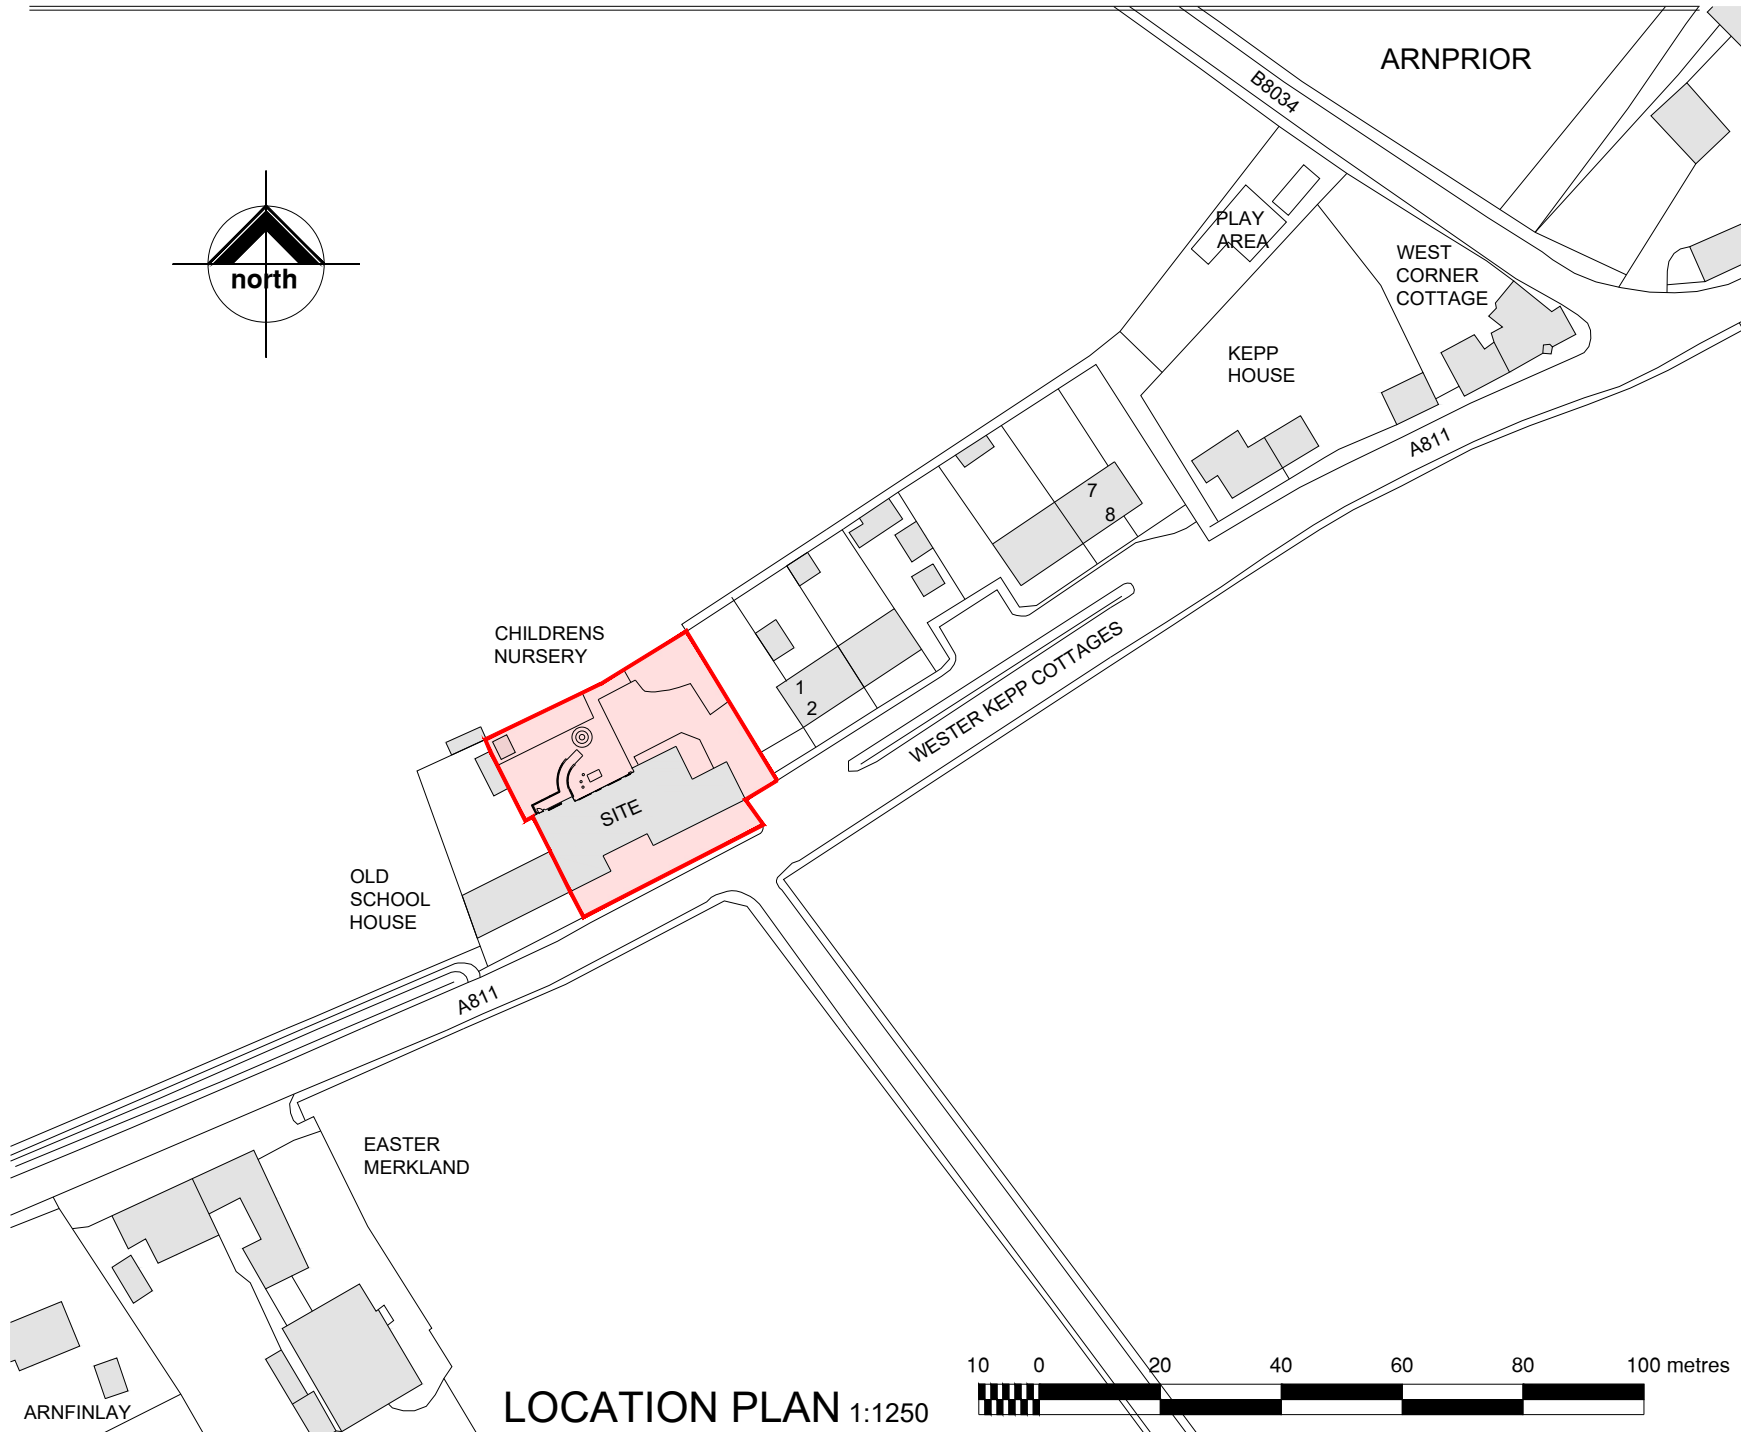 ARNPRIOR
B8034
north
PLAY
AREA
WEST
CORNER
COTTAGE
KEPP
HOUSE
A811
7
8
CHILDRENS
NURSERY
1
2
WESTER KEPP COTTAGES
SITE
OLD
SCHOOL
HOUSE
A811
EASTER
MERKLAND
ARNFINLAY
LOCATION PLAN 1:1250
10 0 20 40 60 80 100 metres